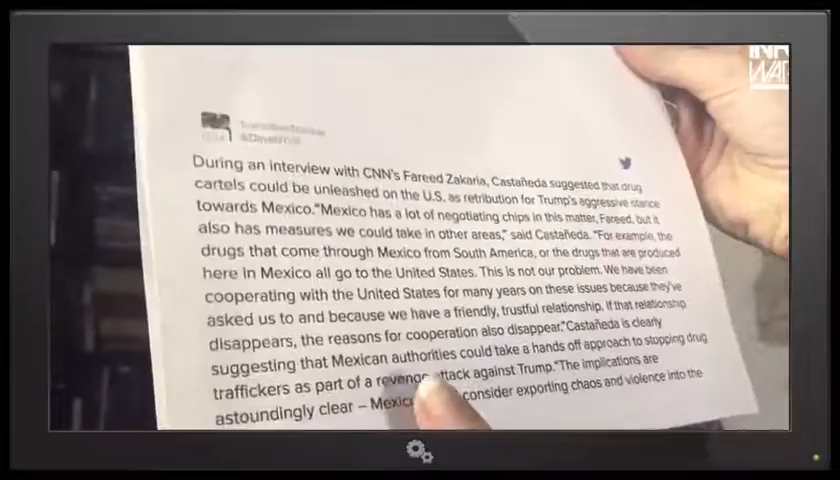 INFO
WAR
@DaveVViti
During an interview with CNN's Fareed Zakaria, Castañeda suggested that drug
cartels could be unleashed on the U.S. as retribution for Trump's aggressive stance
towards Mexico."Mexico has a lot of negotiating chips in this matter, Fareed, but it
also has measures we could take in other areas," said Castañeda. "For example, the
drugs that come through Mexico from South America, or the drugs that are produced
here in Mexico all go to the United States. This is not our problem. We have been
cooperating with the United States for many years on these issues because they've
asked us to and because we have a friendly, trustful relationship. If that relationship
disappears, the reasons for cooperation also disappear."Castañeda is clearly
suggesting that Mexican authorities could take a hands off approach to stopping drug
traffickers as part of a revenge attack against Trump."The implications are
astoundingly clear – Mexico consider exporting chaos and violence into the